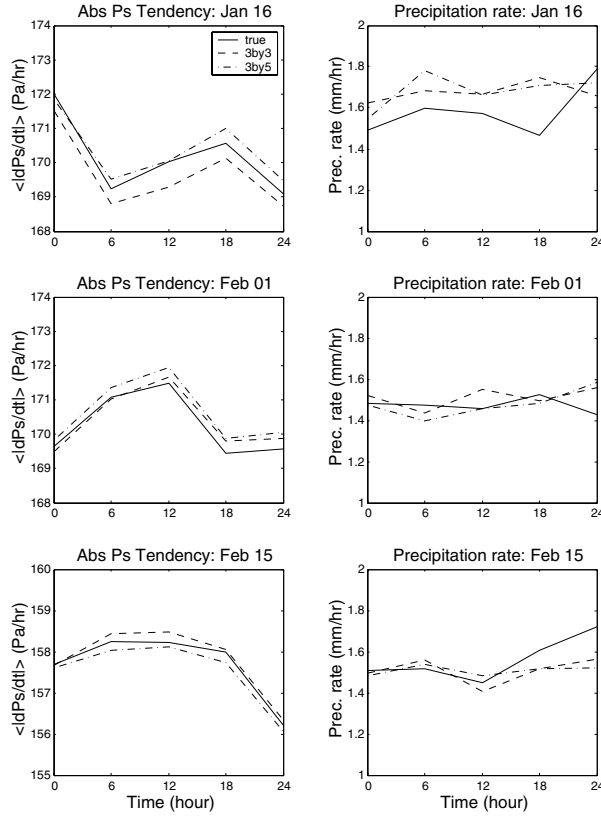 Abs Ps Tendency: Jan 16
174
173
172
171
170
169
168
<|dPs/dt|> (Pa/hr)
0 6 12 18 24
true
3by3
3by5
Precipitation rate: Jan 16
2
1.8
1.6
1.4
1.2
1
Prec. rate (mm/hr)
0 6 12 18 24
Abs Ps Tendency: Feb 01
174
173
172
171
170
169
168
<|dPs/dt|> (Pa/hr)
0 6 12 18 24
Precipitation rate: Feb 01
2
1.8
1.6
1.4
1.2
1
Prec. rate (mm/hr)
0 6 12 18 24
Abs Ps Tendency: Feb 15
160
159
158
157
156
155
<|dPs/dt|> (Pa/hr)
0 6 12 18 24
Time (hour)
Precipitation rate: Feb 15
2
1.8
1.6
1.4
1.2
1
Prec. rate (mm/hr)
0 6 12 18 24
Time (hour)